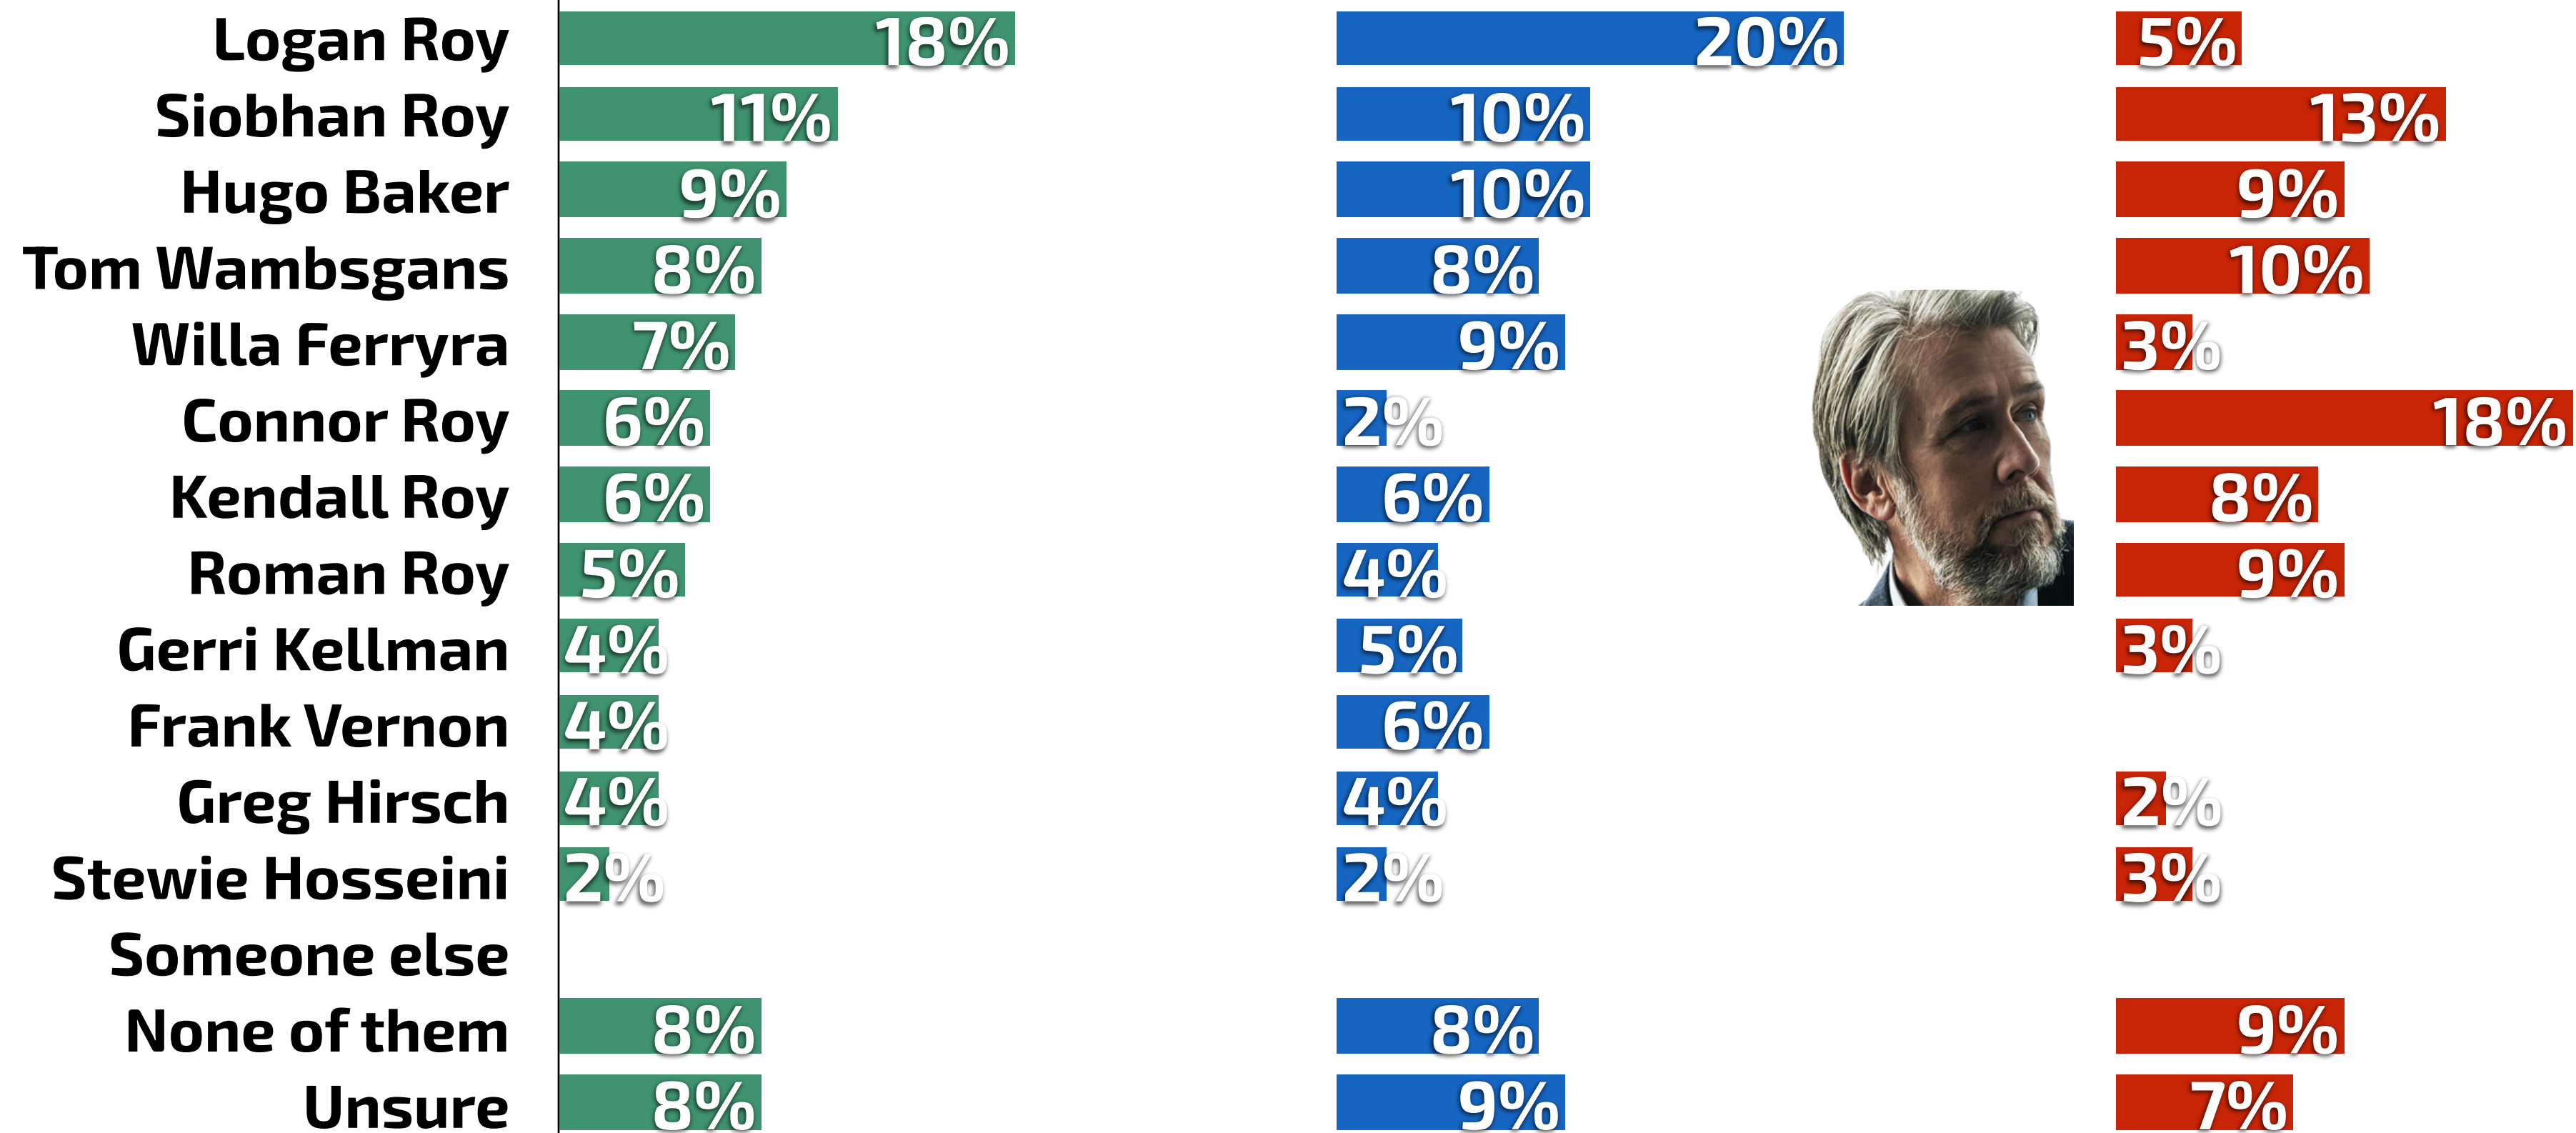 Logan Roy 18% 20% 5%
Siobhan Roy 11% 10% 13%
Hugo Baker 9% 10% 9%
Tom Wambsgans 8% 8% 10%
Willa Ferryra 7% 9% 3%
Connor Roy 6% 2% 18%
Kendall Roy 6% 6% 8%
Roman Roy 5% 4% 9%
Gerri Kellman 4% 5% 3%
Frank Vernon 4% 6%
Greg Hirsch 4% 4% 2%
Stewie Hosseini 2% 2% 3%
Someone else
None of them 8% 8% 9%
Unsure 8% 9% 7%